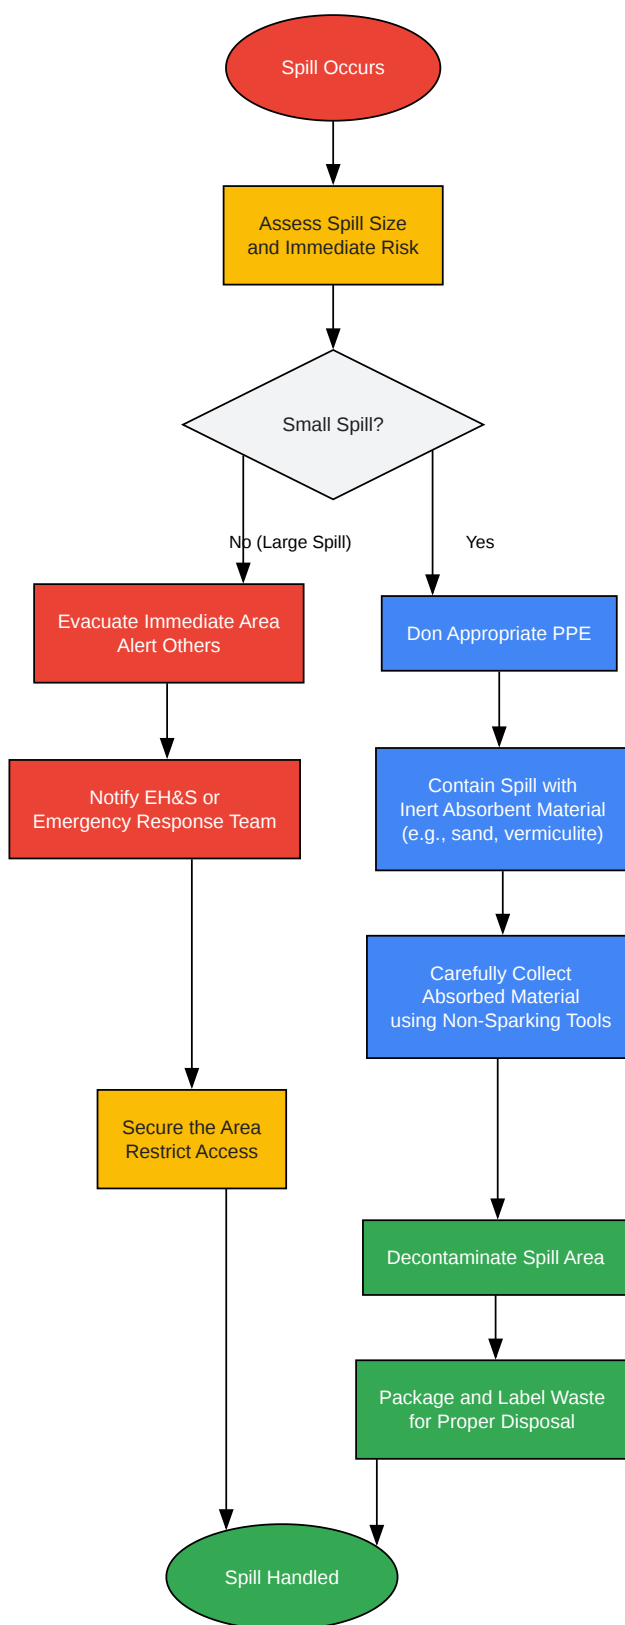 Spill Occurs
Assess Spill Size
and Immediate Risk
Small Spill?
No (Large Spill)
Yes
Evacuate Immediate Area
Alert Others
Don Appropriate PPE
Notify EH&S or
Emergency Response Team
Contain Spill with
Inert Absorbent Material
(e.g., sand, vermiculite)
Carefully Collect
Absorbed Material
using Non-Sparking Tools
Secure the Area
Restrict Access
Decontaminate Spill Area
Package and Label Waste
for Proper Disposal
Spill Handled